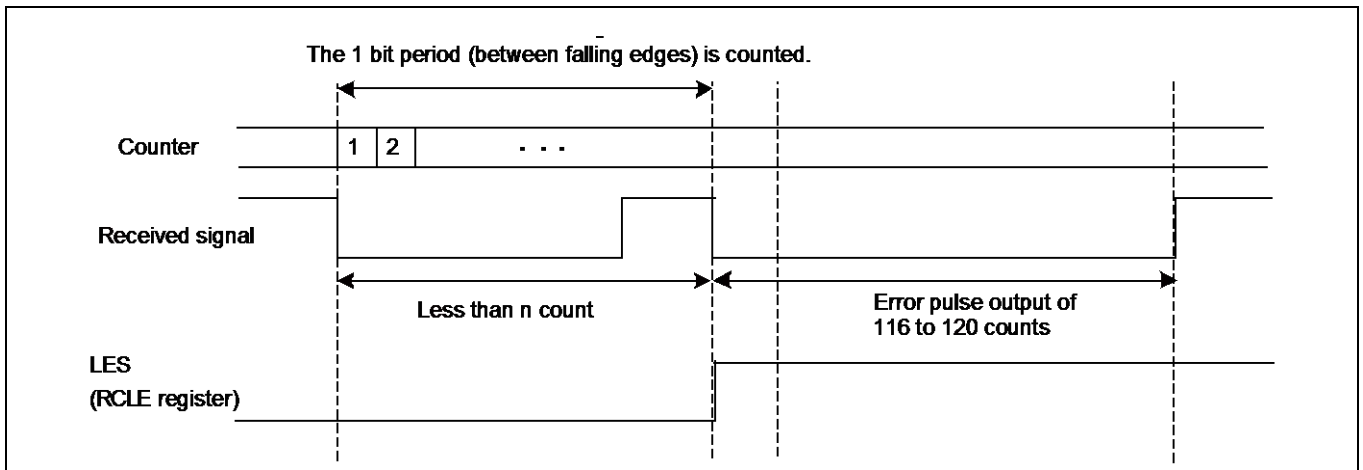 The 1 bit period (between falling edges) is counted.
Counter
1 2 . . .
Received signal
Less than n count
Error pulse output of
116 to 120 counts
LES
(RCLE register)